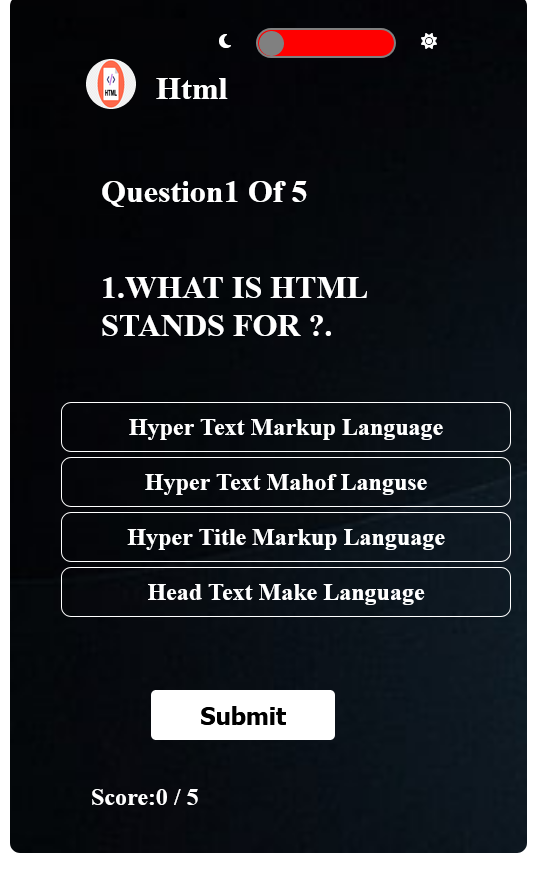 HTML
Html
Question1 Of 5
1.WHAT IS HTML
STANDS FOR ?.
Hyper Text Markup Language
Hyper Text Mahof Languse
Hyper Title Markup Language
Head Text Make Language
Submit
Score:0 / 5